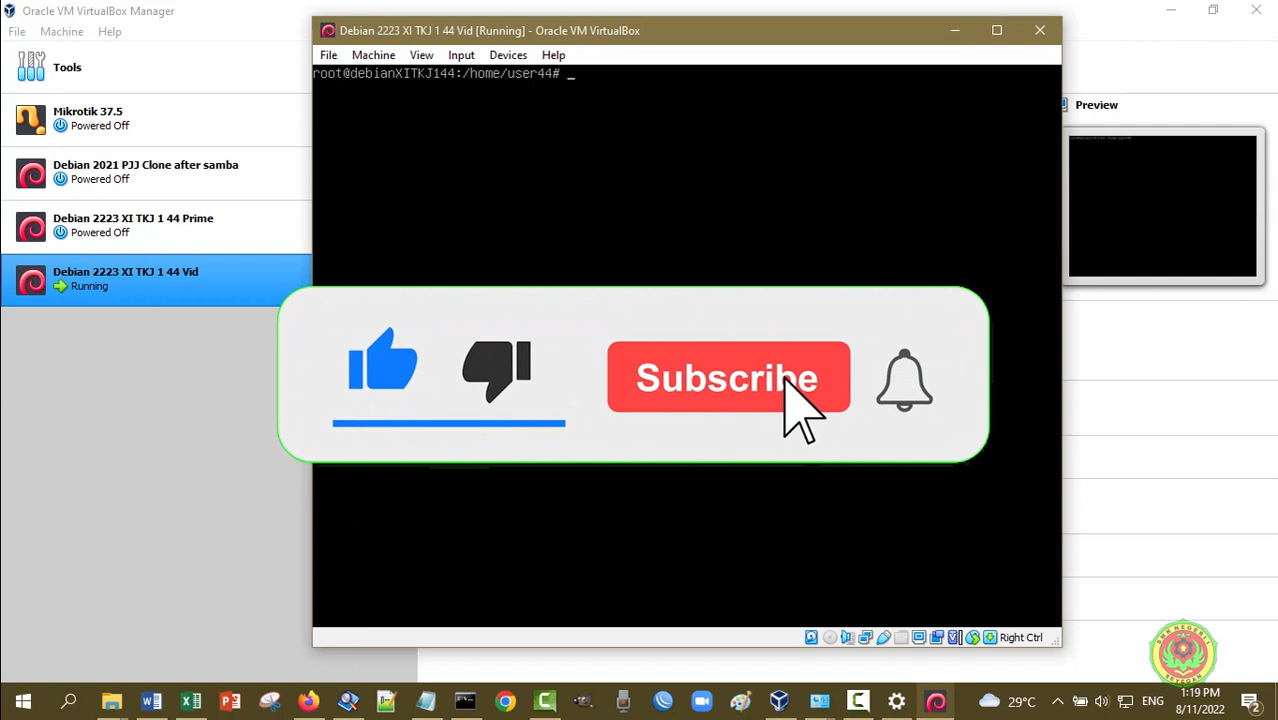 Oracle VM VirtualBox Manager
File Machine Help
Tools
Mikrotik 37.5
Powered Off
Debian 2021 PJJ Clone after samba
Powered Off
Debian 2223 XI TKJ 1 44 Prime
Powered Off
Debian 2223 XI TKJ 1 44 Vid
Running
Debian 2223 XI TKJ 1 44 Vid [Running] - Oracle VM VirtualBox
File Machine View Input Devices Help
root@debianXITKJ144:/home/user44# _
Preview
Subscribe
Right Ctrl
29°C
ENG
1:19 PM
8/11/2022
2